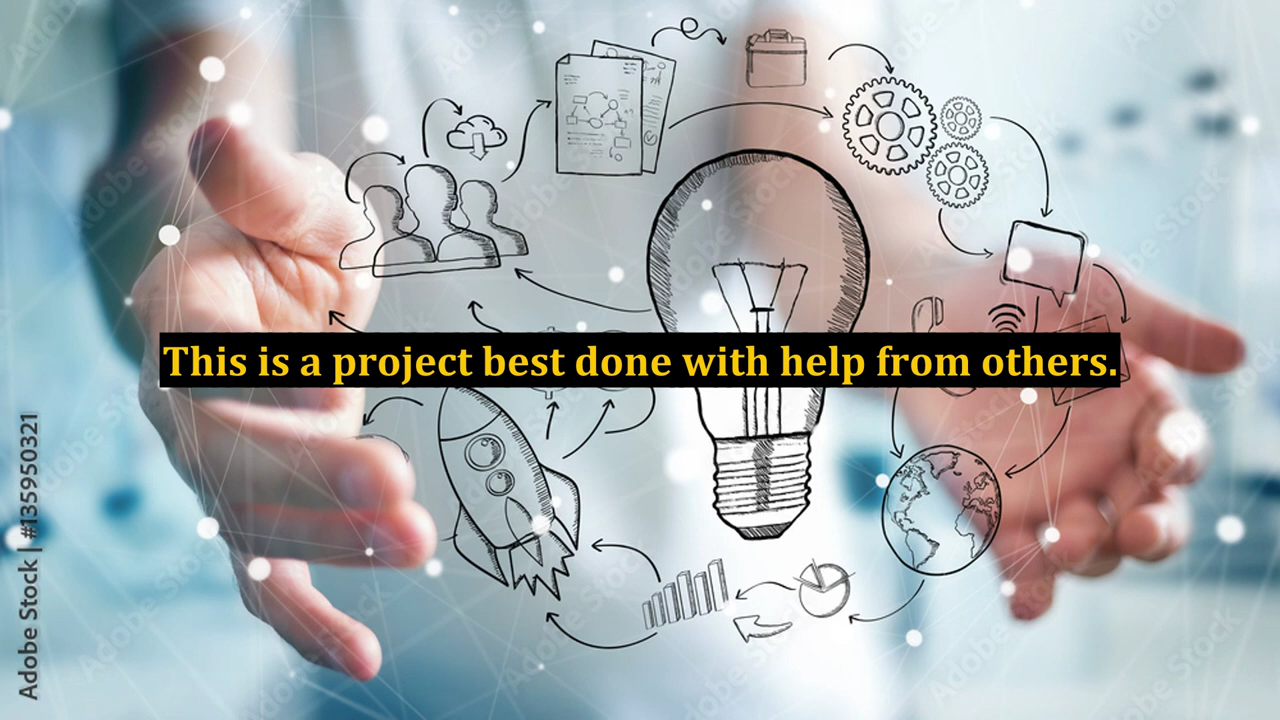 This is a project best done with help from others.
Adobe Stock | #135950321